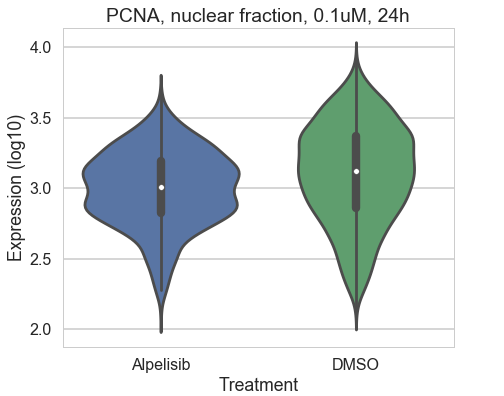 PCNA, nuclear fraction, 0.1uM, 24h
Expression (log10)
4.0
3.5
3.0
2.5
2.0
Alpelisib
DMSO
Treatment